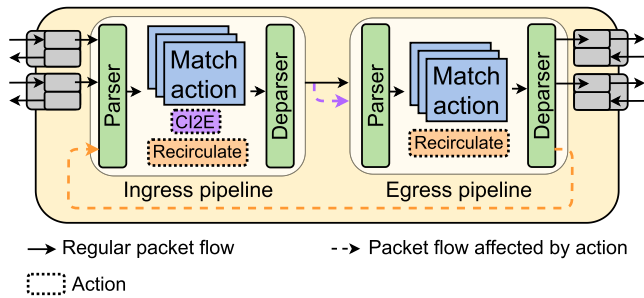 Parser
Match
action
CI2E
Recirculate
Deparser
Ingress pipeline
Parser
Match
action
Recirculate
Deparser
Egress pipeline
Regular packet flow
Packet flow affected by action
Action